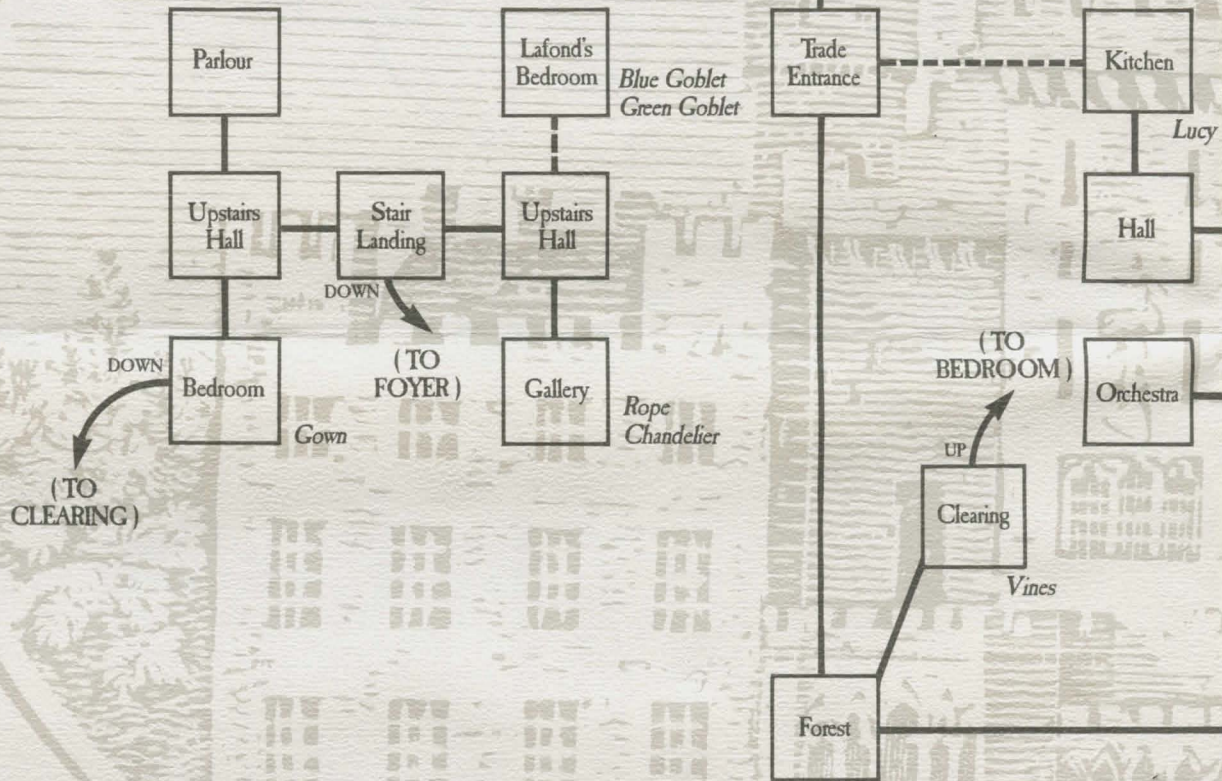 Parlour
Lafond's
Bedroom
Blue Goblet
Green Goblet
Trade
Entrance
Kitchen
Lucy
Upstairs
Hall
Stair
Landing
DOWN
(TO
FOYER)
Upstairs
Hall
Hall
DOWN
(TO
CLEARING)
Bedroom
Gown
Gallery
Rope
Chandelier
(TO
BEDROOM)
UP
Orchestra
Clearing
Vines
Forest